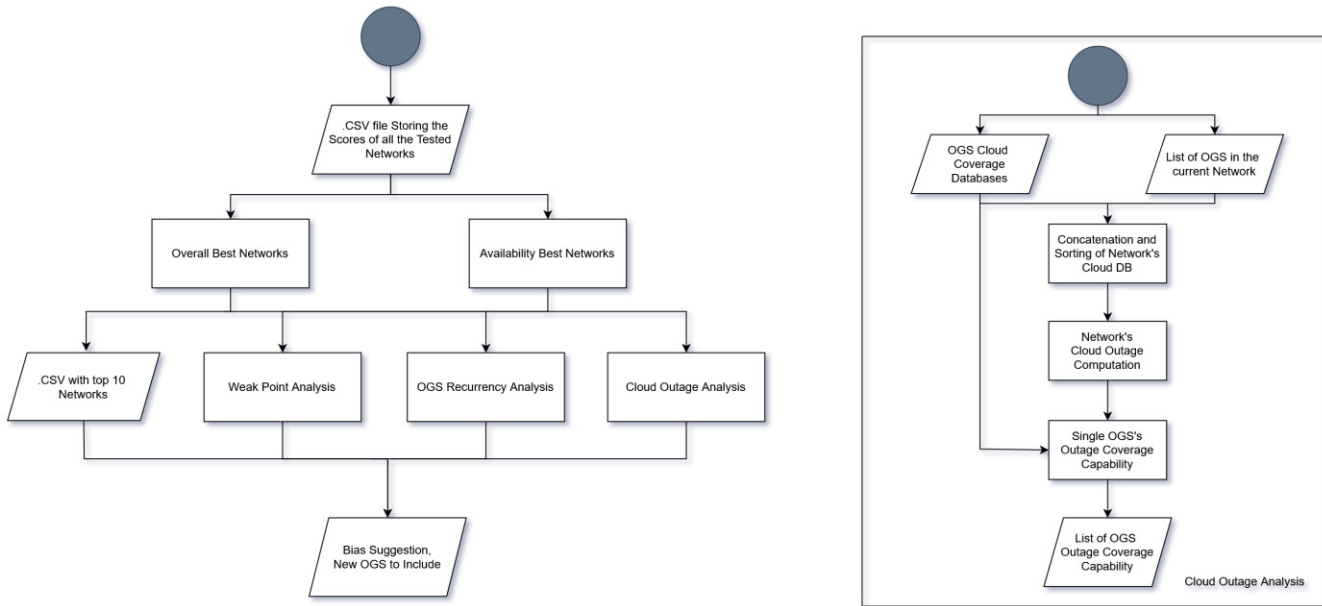 .CSV file Storing the
Scores of all the Tested
Networks
Overall Best Networks
Availability Best Networks
.CSV with top 10
Networks
Weak Point Analysis
OGS Recurrency Analysis
Cloud Outage Analysis
Bias Suggestion,
New OGS to Include
OGS Cloud
Coverage
Databases
List of OGS in the
current Network
Concatenation and
Sorting of Network's
Cloud DB
Network's
Cloud Outage
Computation
Single OGS's
Outage Coverage
Capability
List of OGS
Outage Coverage
Capability
Cloud Outage Analysis